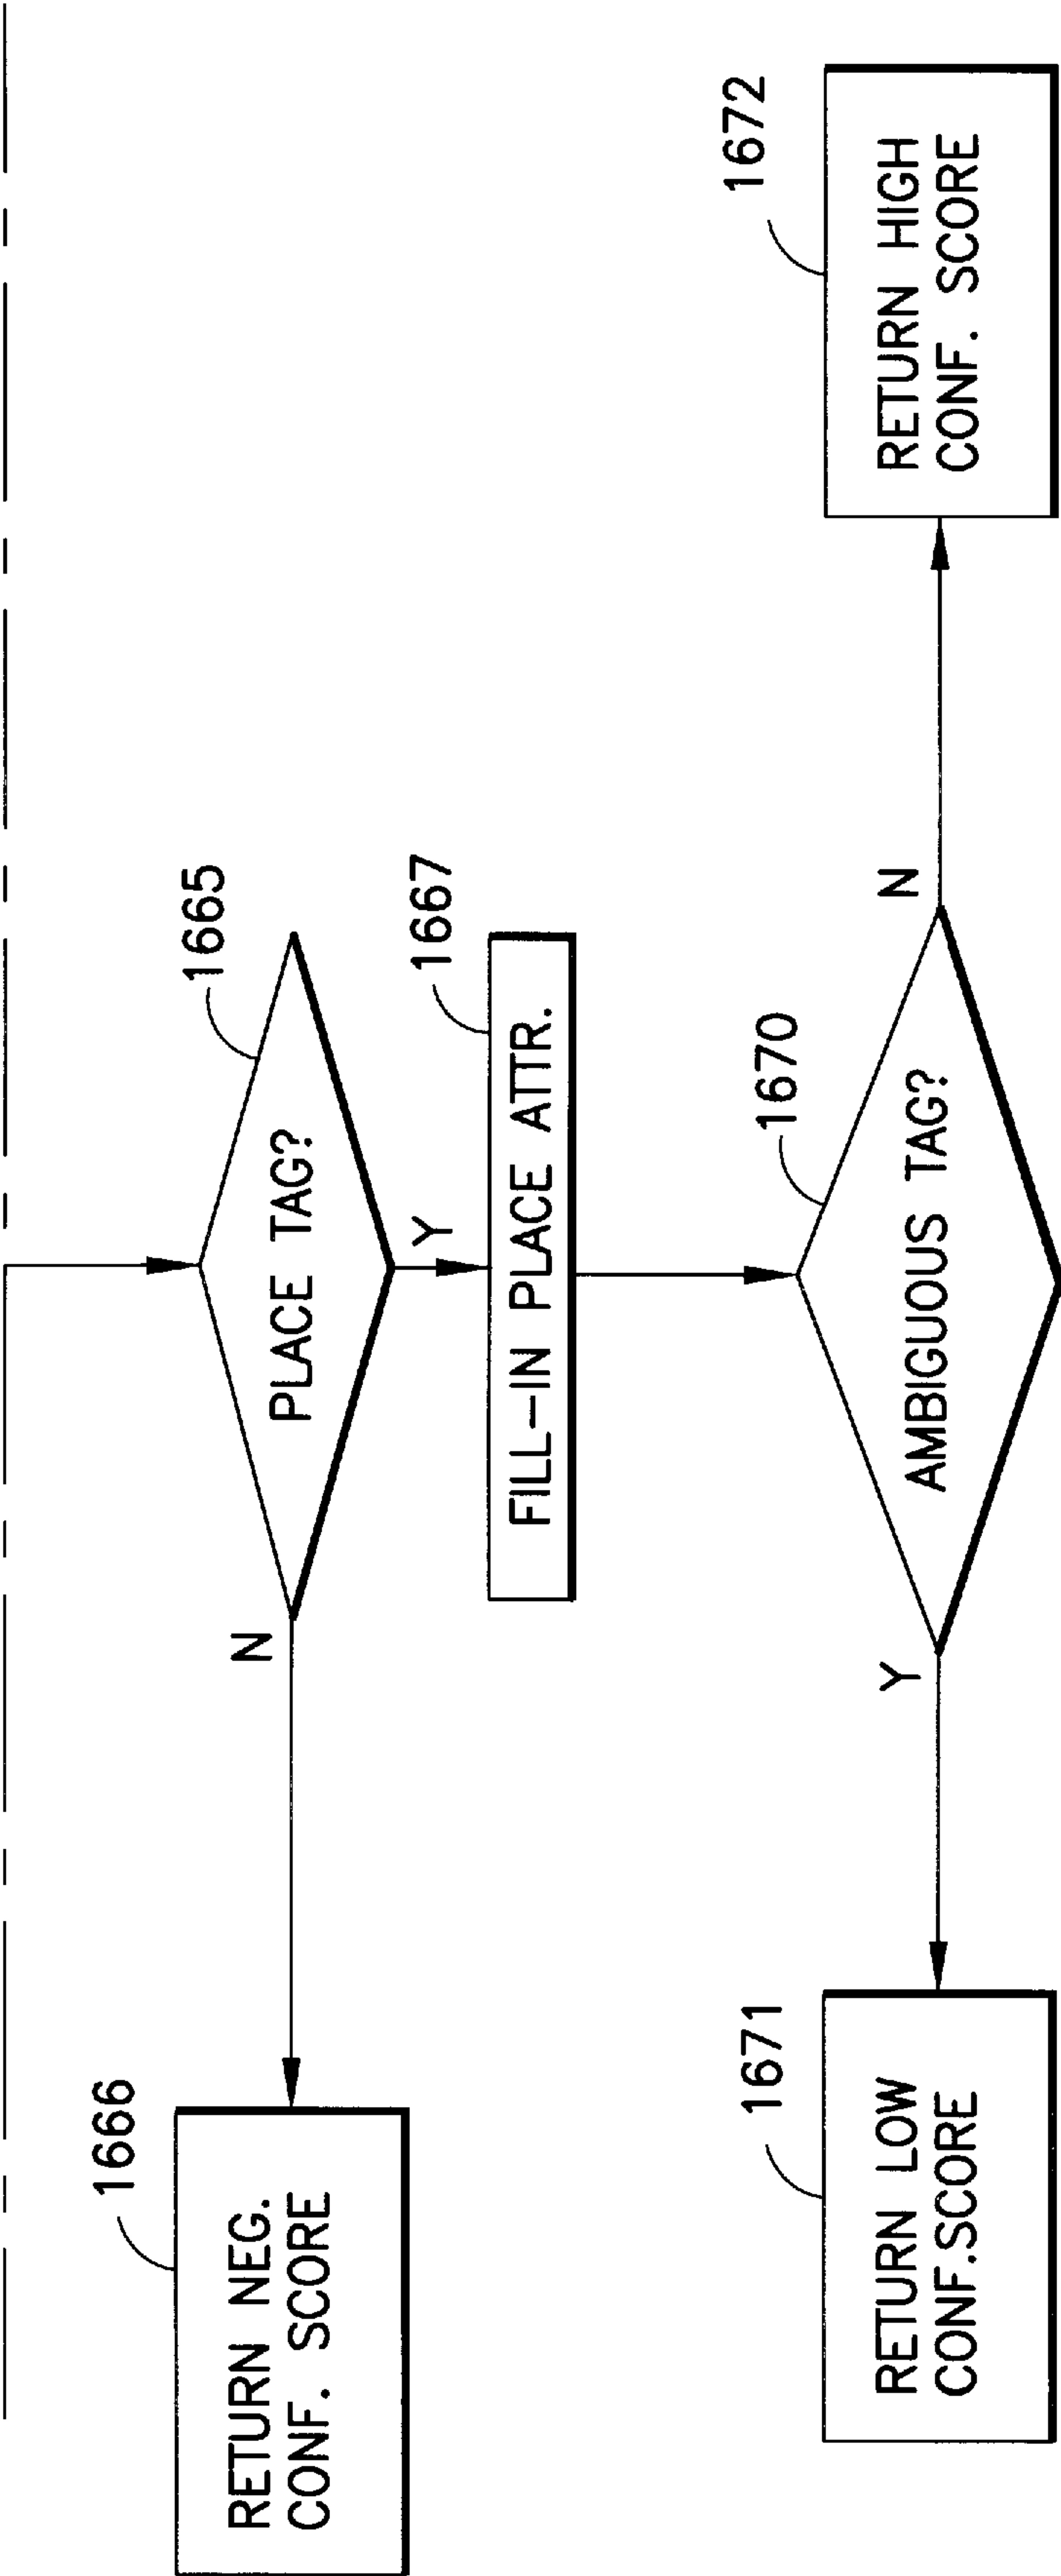 1665
PLACE TAG?
N
Y
1666
RETURN NEG.
CONF. SCORE
1667
FILL-IN PLACE ATTR.
1670
AMBIGUOUS TAG?
Y
N
1671
RETURN LOW
CONF.SCORE
1672
RETURN HIGH
CONF. SCORE